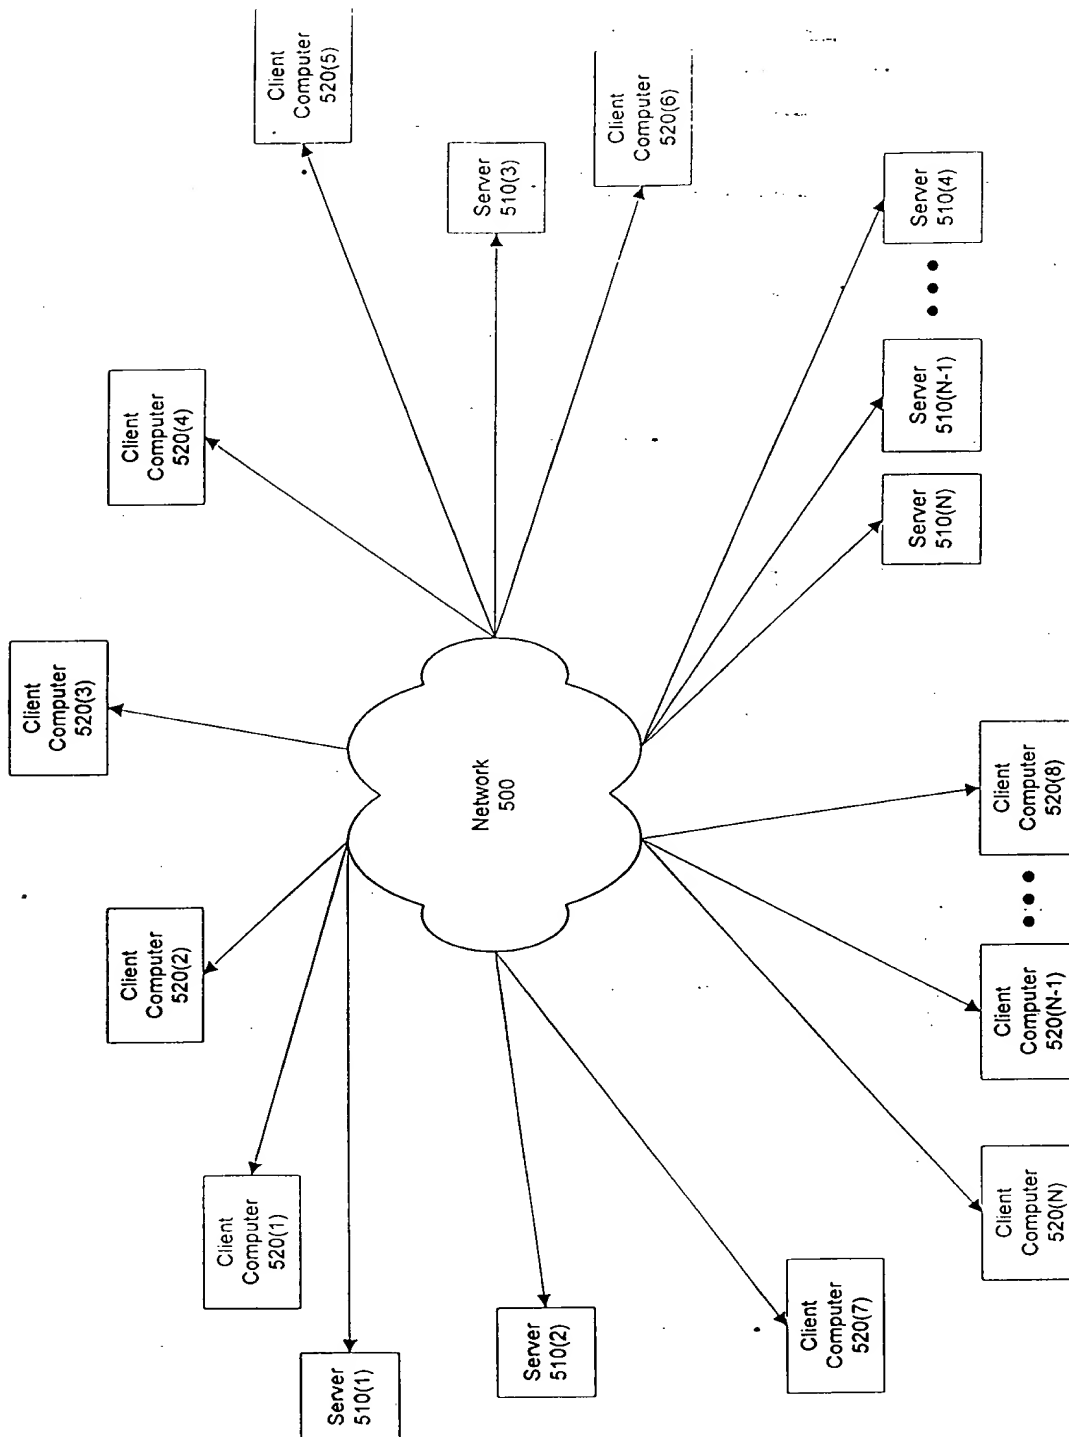 Client
Computer
520(3)
Client
Computer
520(2)
Client
Computer
520(4)
Client
Computer
520(1)
Client
Computer
520(5)
Server
510(1)
Network
500
Server
510(3)
Server
510(2)
Client
Computer
520(6)
Client
Computer
520(7)
Server
510(N)
Server
510(N-1)
Server
510(4)
Client
Computer
520(N)
Client
Computer
520(N-1)
Client
Computer
520(8)